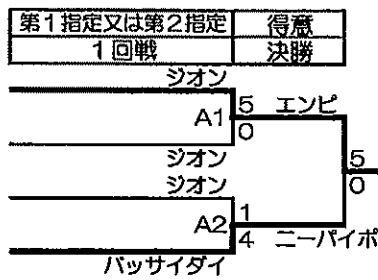 第1指定又は第2指定 得意
1回戦 決勝
ジオン
A1 5 エンピ
0
ジオン
5
0
ジオン
A2 1
4 ニーパイポ
バッサイダイ